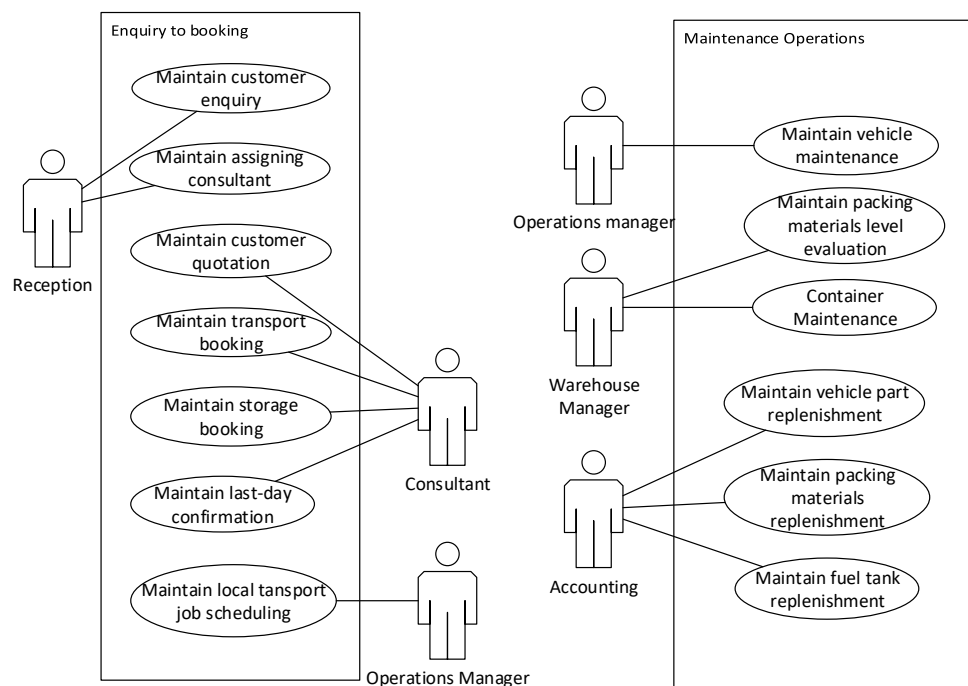 Enquiry to booking
Maintain customer
enquiry
Maintain assigning
consultant
Reception
Maintain customer
quotation
Maintain transport
booking
Maintain storage
booking
Consultant
Maintain last-day
confirmation
Maintain local tansport
job scheduling
Operations Manager
Maintenance Operations
Maintain vehicle
maintenance
Operations manager
Maintain packing
materials level
evaluation
Container
Maintenance
Warehouse
Manager
Maintain vehicle part
replenishment
Maintain packing
materials
replenishment
Accounting
Maintain fuel tank
replenishment